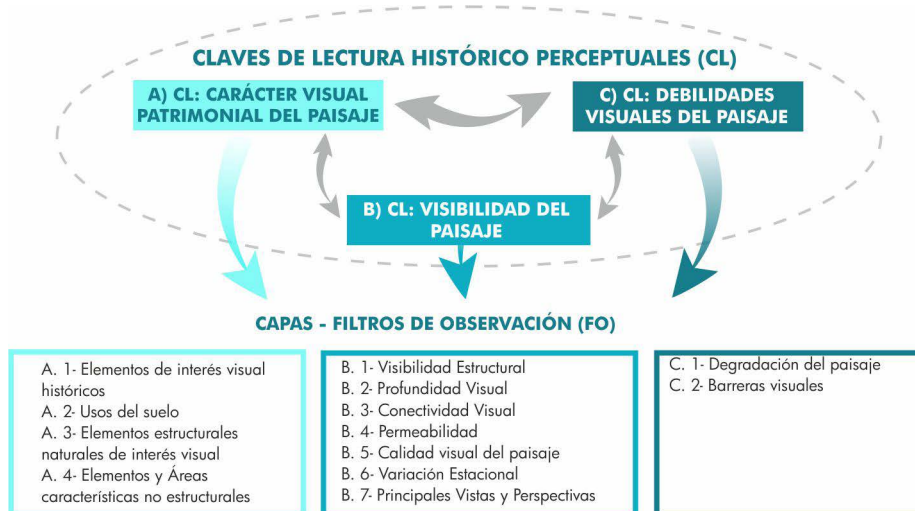 CLAVES DE LECTURA HISTÓRICO PERCEPTUALES (CL)
A) CL: CARÁCTER VISUAL
PATRIMONIAL DEL PAISAJE
C) CL: DEBILIDADES
VISUALES DEL PAISAJE
B) CL: VISIBILIDAD DEL
PAISAJE
CAPAS - FILTROS DE OBSERVACIÓN (FO)
A. 1- Elementos de interés visual
históricos
A. 2- Usos del suelo
A. 3- Elementos estructurales
naturales de interés visual
A. 4- Elementos y Áreas
características no estructurales
B. 1- Visibilidad Estructural
B. 2- Profundidad Visual
B. 3- Conectividad Visual
B. 4- Permeabilidad
B. 5- Calidad visual del paisaje
B. 6- Variación Estacional
B. 7- Principales Vistas y Perspectivas
C. 1- Degradación del paisaje
C. 2- Barreras visuales